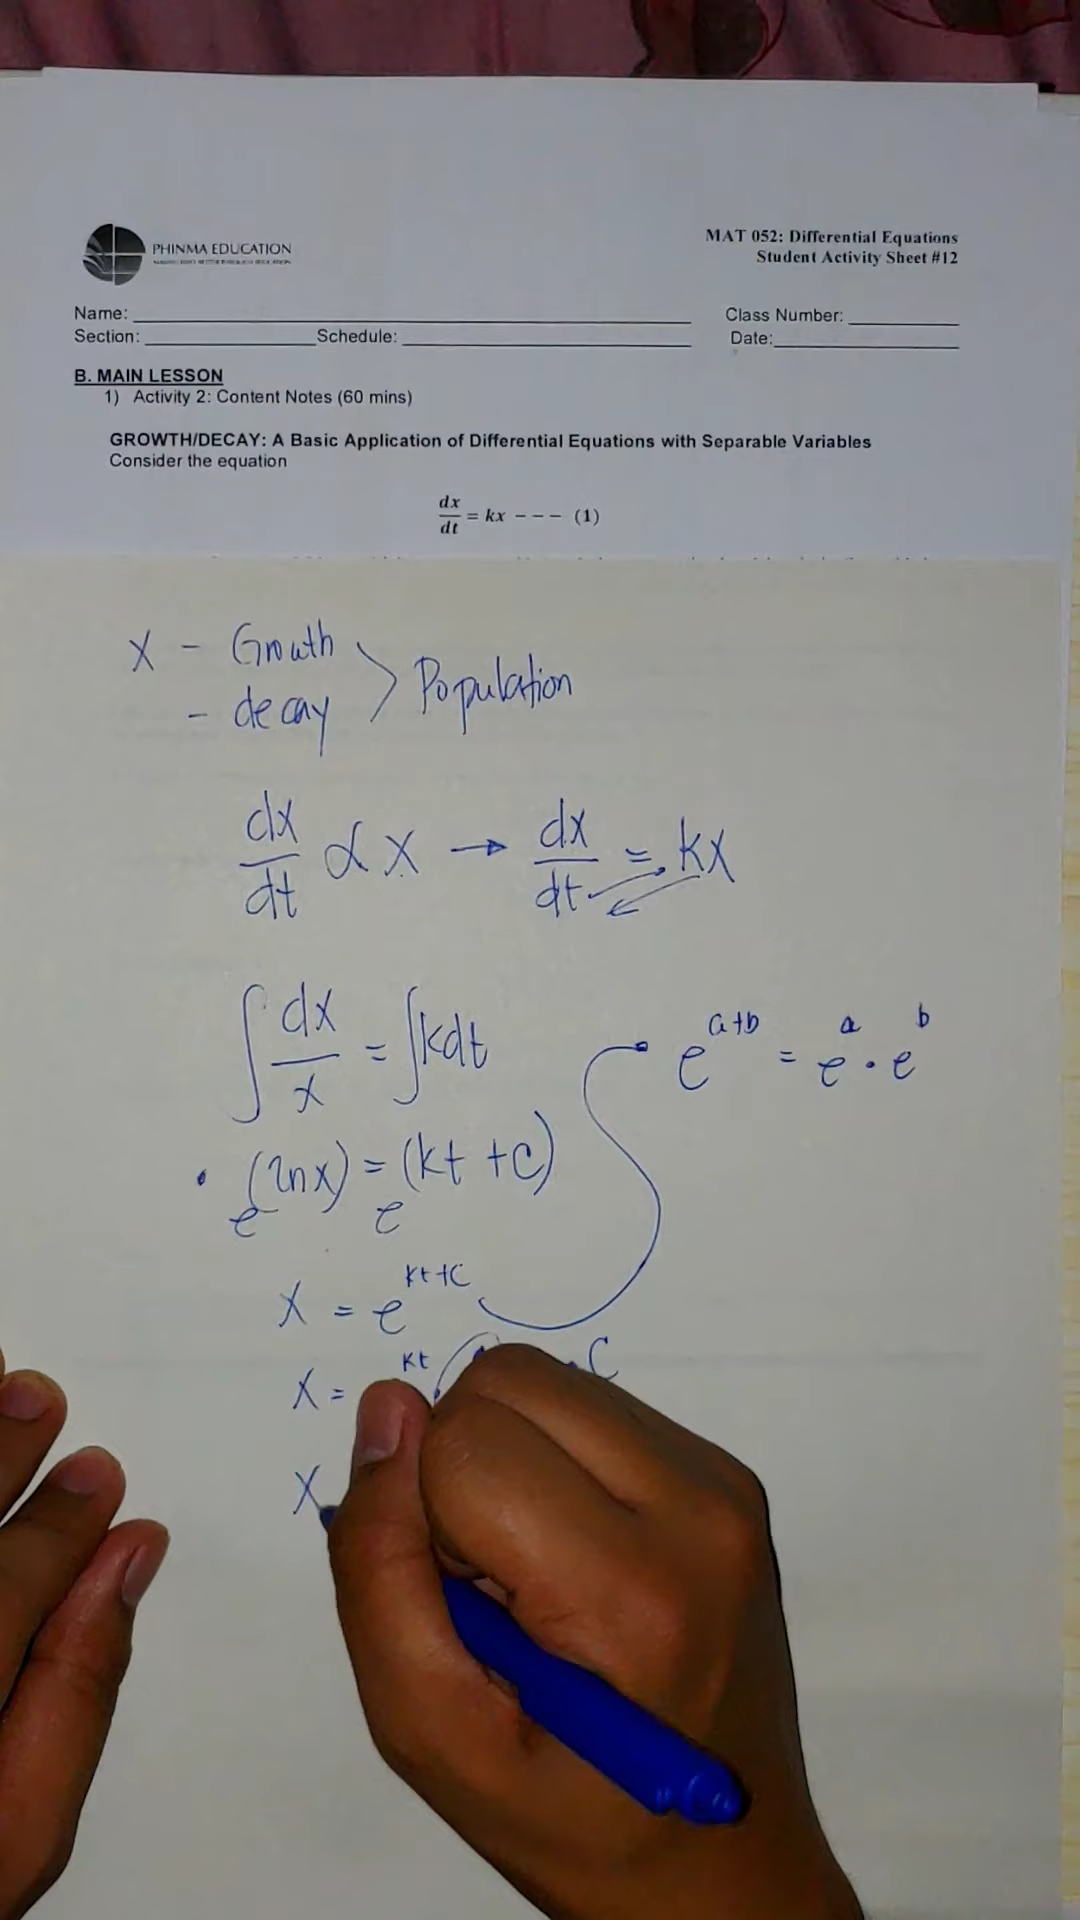 PHINMA EDUCATION
MAT 052: Differential Equations
Student Activity Sheet #12
Name:
Class Number:
Section: Schedule:
Date:
B. MAIN LESSON
1) Activity 2: Content Notes (60 mins)
GROWTH/DECAY: A Basic Application of Differential Equations with Separable Variables
Consider the equation
dx/dt = kx --- (1)
X - Growth
- decay > Population
dx/dt ∝ x → dx/dt = kx
∫ dx/x = ∫kdt
e^(a+b) = e^a · e^b
e^(lnx) = e^(kt + c)
x = e^(kt+c)
x = kt C
x